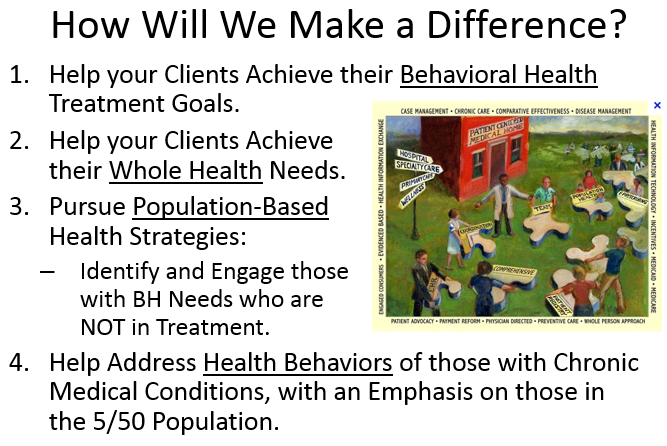 How Will We Make a Difference?
1. Help your Clients Achieve their Behavioral Health
Treatment Goals.
2. Help your Clients Achieve
their Whole Health Needs.
3. Pursue Population-Based
Health Strategies:
– Identify and Engage those
with BH Needs who are
NOT in Treatment.
4. Help Address Health Behaviors of those with Chronic
Medical Conditions, with an Emphasis on those in
the 5/50 Population.
CASE MANAGEMENT • CHRONIC CARE • COMPARATIVE EFFECTIVENESS • DISEASE MANAGEMENT
ENGAGED CONSUMERS • EVIDENCED BASED • HEALTH INFORMATION EXCHANGE
HEALTH INFORMATION TECHNOLOGY • INCENTIVES • MEDICAID • MEDICARE
PATIENT CENTERED
MEDICAL HOME
HOSPITAL
SPECIALTY CARE
PRIMARY CARE
WELLNESS
TEAM
POPULATION
HEALTH
COORDINATION
COMPREHENSIVE
PATIENT
PATIENT ADVOCACY • PAYMENT REFORM • PHYSICIAN DIRECTED • PREVENTIVE CARE • WHOLE PERSON APPROACH